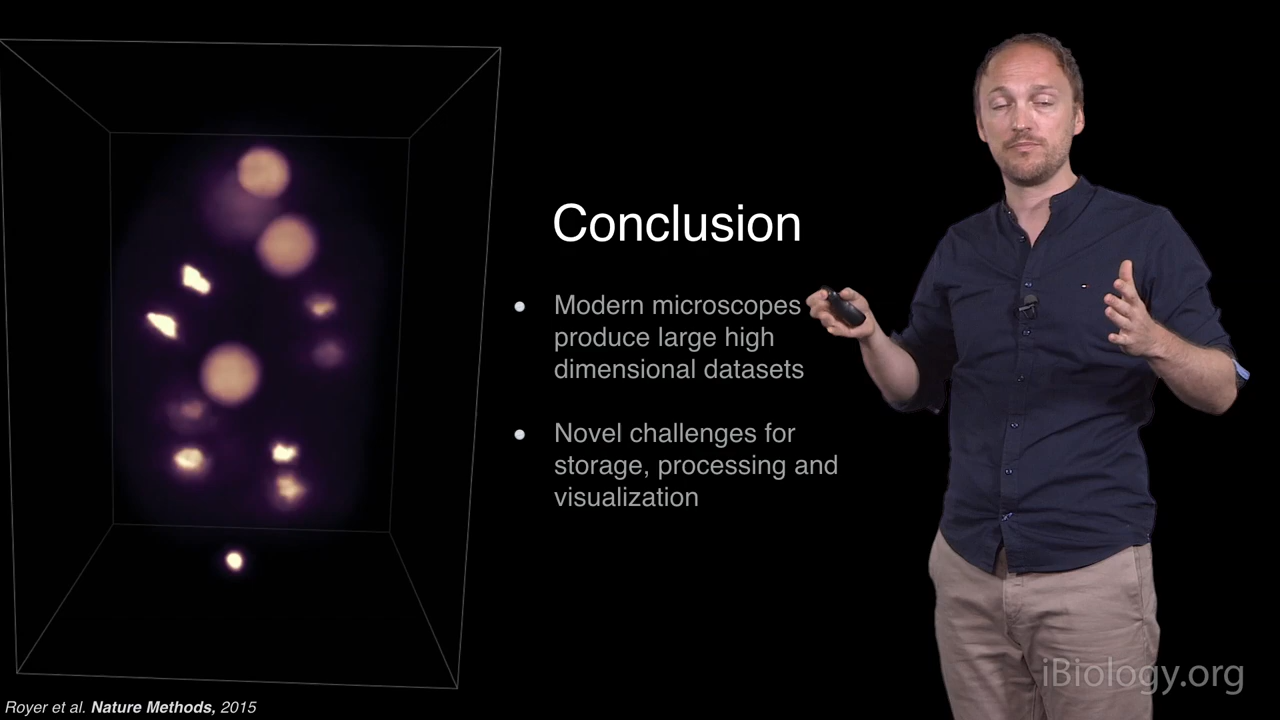 Conclusion
Modern microscopes
produce large high
dimensional datasets
Novel challenges for
storage, processing and
visualization
iBiology.org
Royer et al. Nature Methods, 2015